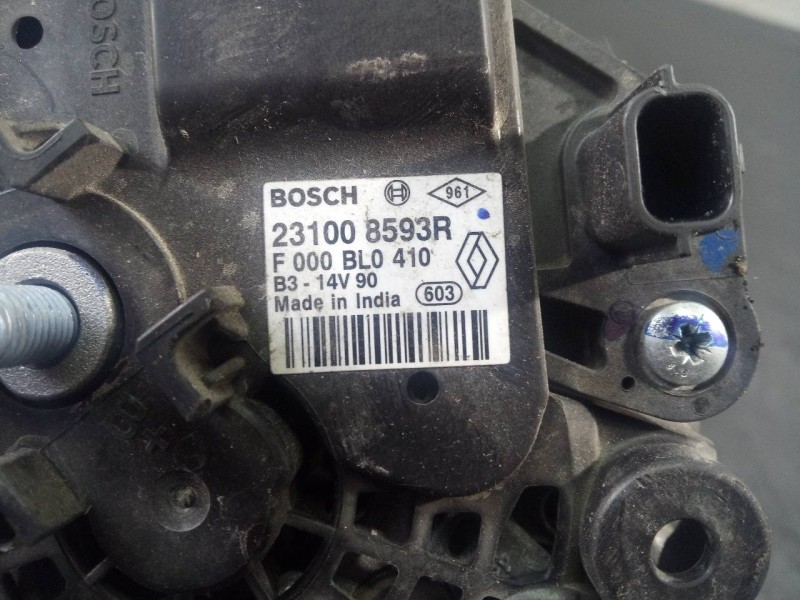 BOSCH
BOSCH 961
23100 8593R
F 000 BL0 410
B3 - 14V 90
Made in India 603
B+